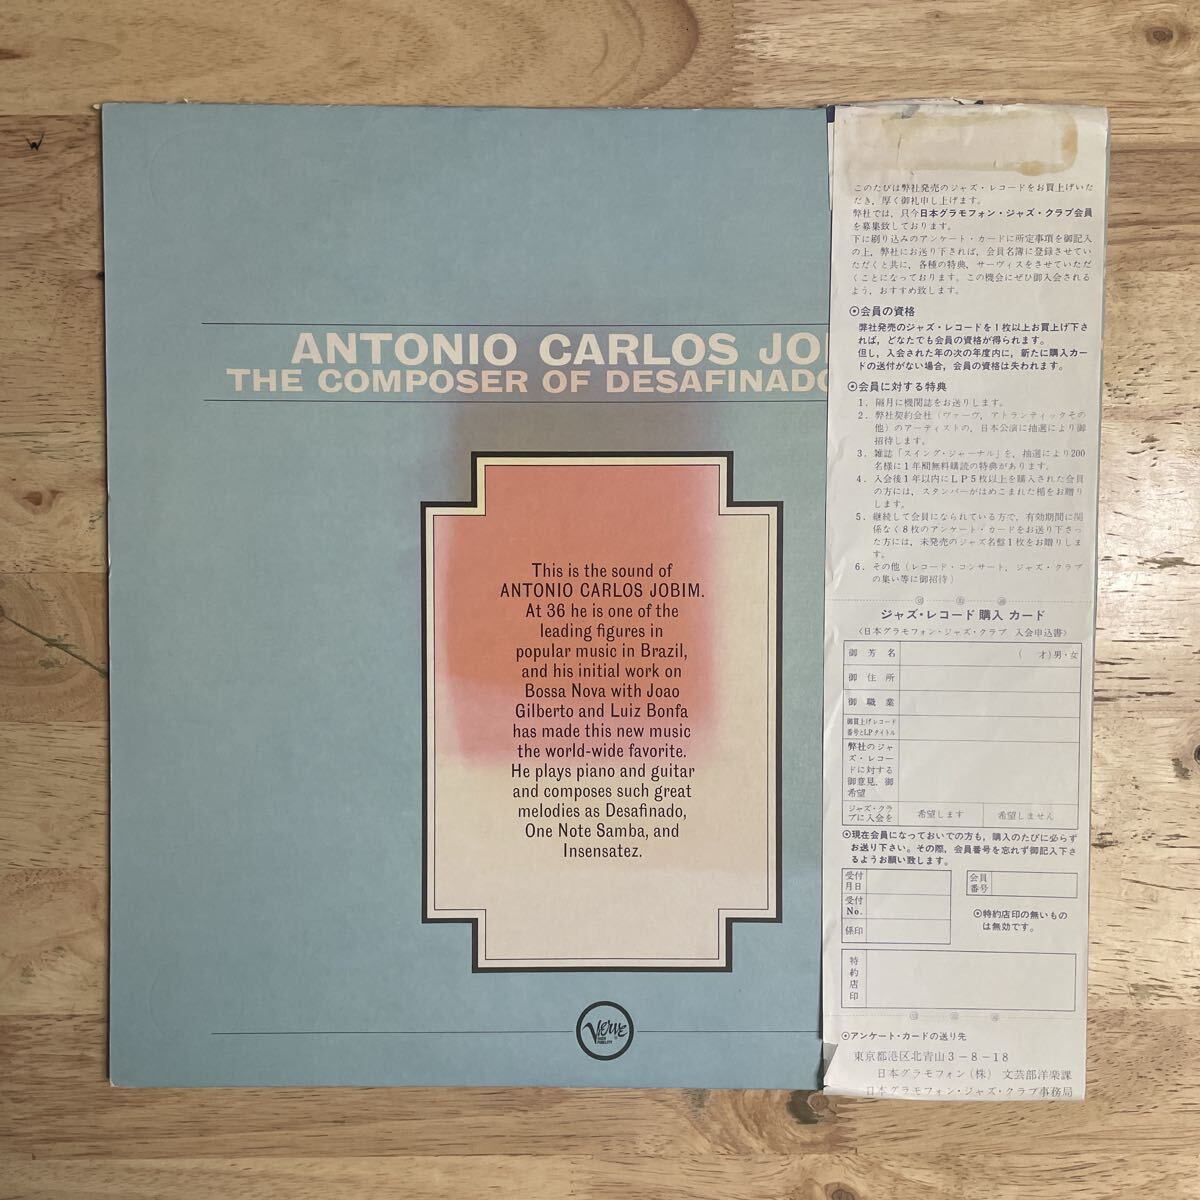 ANTONIO CARLOS JO
THE COMPOSER OF DESAFINADO
This is the sound of
ANTONIO CARLOS JOBIM.
At 36 he is one of the
leading figures in
popular music in Brazil,
and his initial work on
Bossa Nova with Joao
Gilberto and Luiz Bonfa
has made this new music
the world-wide favorite.
He plays piano and guitar
and composes such great
melodies as Desafinado,
One Note Samba, and
Insensatez.
Verve
HIGH
FIDELITY
このたびは弊社発売のジャズ・レコードをお買上げいた
だき、厚く御礼申し上げます。
弊社では、只今日本グラモフォン・ジャズ・クラブ会員
を募集致しております。
下に刷り込みのアンケート・カードに所定事項を御記入
の上、弊社にお送り下されば、会員名簿に登録させてい
ただくと共に、各種の特典、サーヴィスをさせていただ
くことになっております。この機会にぜひ御入会される
よう、おすすめ致します。
⊙会員の資格
弊社発売のジャズ・レコードを1枚以上お買上げ下さ
れば、どなたでも会員の資格が得られます。
但し、入会された年の次の年度内に、新たに購入カー
ドの送付がない場合、会員の資格は失われます。
⊙会員に対する特典
1. 隔月に機関誌をお送りします。
2. 弊社契約会社(ヴァーヴ、アトランティックその
他)のアーティストの、日本公演に抽選により御
招待します。
3. 雑誌「スイング・ジャーナル」を、抽選により200
名様に1年間無料購読の特典があります。
4. 入会後1年以内にLP5枚以上を購入された会員
の方には、スタンパーがはめこまれた楯をお贈り
します。
5. 継続して会員になられている方で、有効期間に関
係なく8枚のアンケート・カードをお送り下さっ
た方には、未発売のジャズ名盤1枚をお贈りしま
す。
6. その他(レコード・コンサート、ジャズ・クラブ
の集い等に御招待)
切 取 線
ジャズ・レコード 購入 カード
〈日本グラモフォン・ジャズ・クラブ 入会申込書〉
御芳名 ( 才)男・女
御住所
御職業
御買上げレコード
番号とLPタイトル
弊社のジャ
ズ・レコー
ドに対する
御意見、御
希望
ジャズ・クラ
ブに入会を 希望します 希望しません
⊙現在会員になっておいでの方も、購入のたびに必らず
お送り下さい。その際、会員番号を忘れず御記入下さ
るようお願い致します。
受付
月日
会員
番号
受付
No.
係印
⊙特約店印の無いもの
は無効です。
特約店印
切 取 線
⊙アンケート・カードの送り先
東京都港区北青山3-8-18
日本グラモフォン(株) 文芸部洋楽課
日本グラモフォン・ジャズ・クラブ事務局